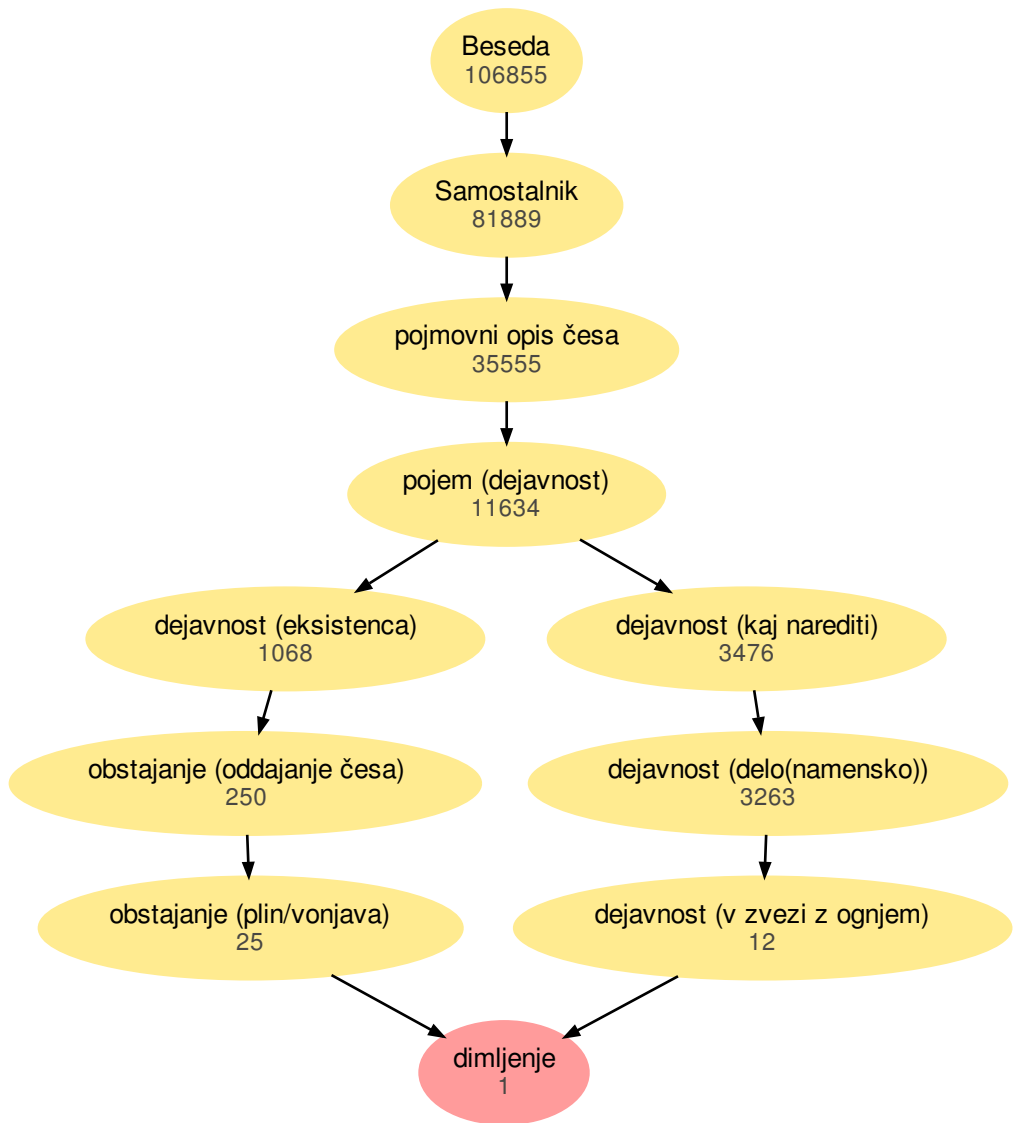 Beseda
106855
Samostalnik
81889
pojmovni opis česa
35555
pojem (dejavnost)
11634
dejavnost (eksistenca)
1068
dejavnost (kaj narediti)
3476
obstajanje (oddajanje česa)
250
dejavnost (delo(namensko))
3263
obstajanje (plin/vonjava)
25
dejavnost (v zvezi z ognjem)
12
dimljenje
1